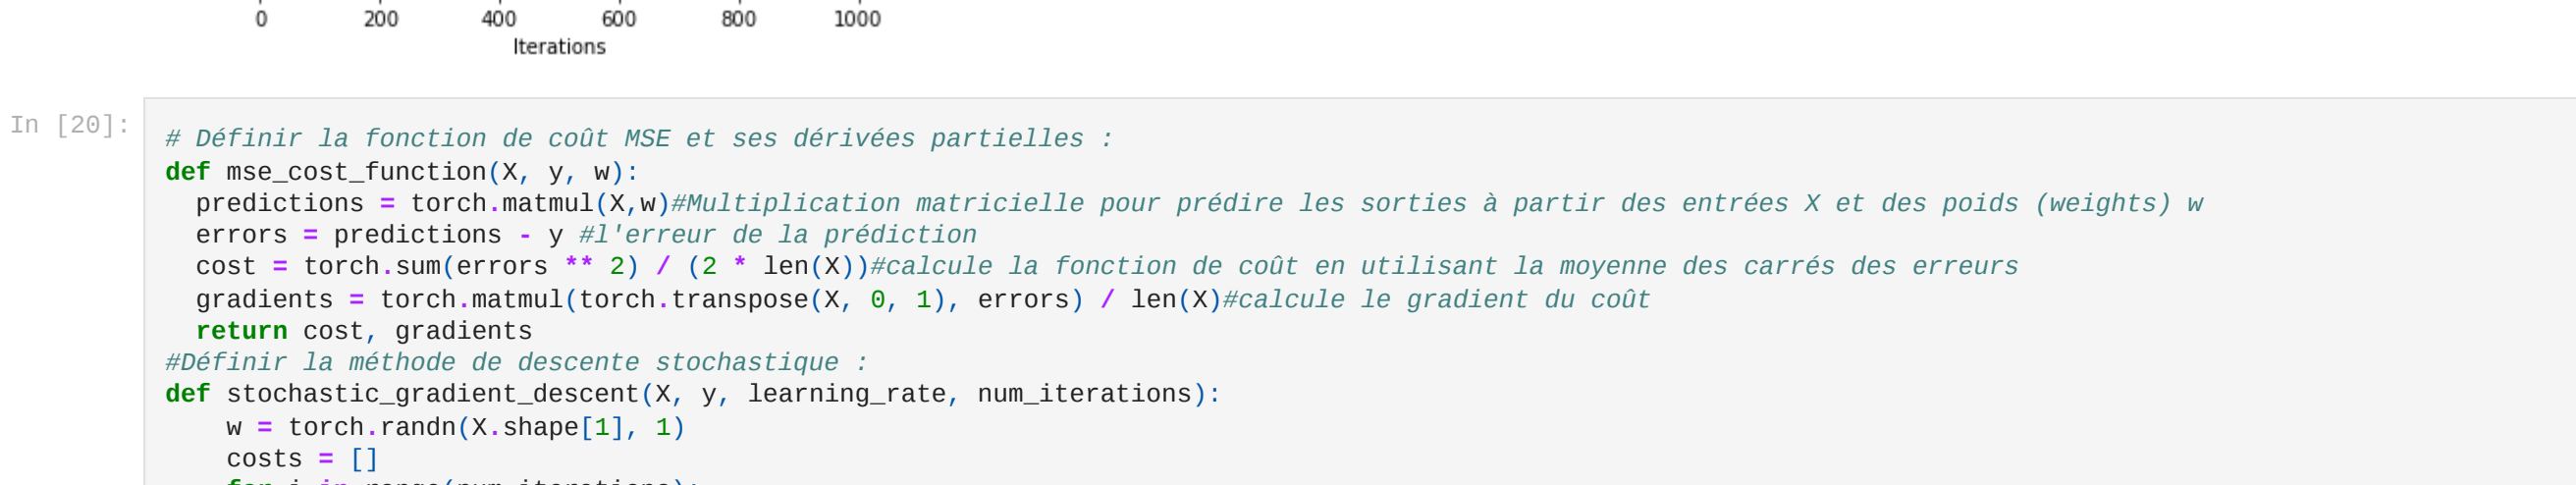 0 200 400 600 800 1000
Iterations
In [20]:
# Définir la fonction de coût MSE et ses dérivées partielles :
def mse_cost_function(X, y, w):
  predictions = torch.matmul(X,w)#Multiplication matricielle pour prédire les sorties à partir des entrées X et des poids (weights) w
  errors = predictions - y #l'erreur de la prédiction
  cost = torch.sum(errors ** 2) / (2 * len(X))#calcule la fonction de coût en utilisant la moyenne des carrés des erreurs
  gradients = torch.matmul(torch.transpose(X, 0, 1), errors) / len(X)#calcule le gradient du coût
  return cost, gradients
#Définir la méthode de descente stochastique :
def stochastic_gradient_descent(X, y, learning_rate, num_iterations):
    w = torch.randn(X.shape[1], 1)
    costs = []
    for i in range(num_iterations):